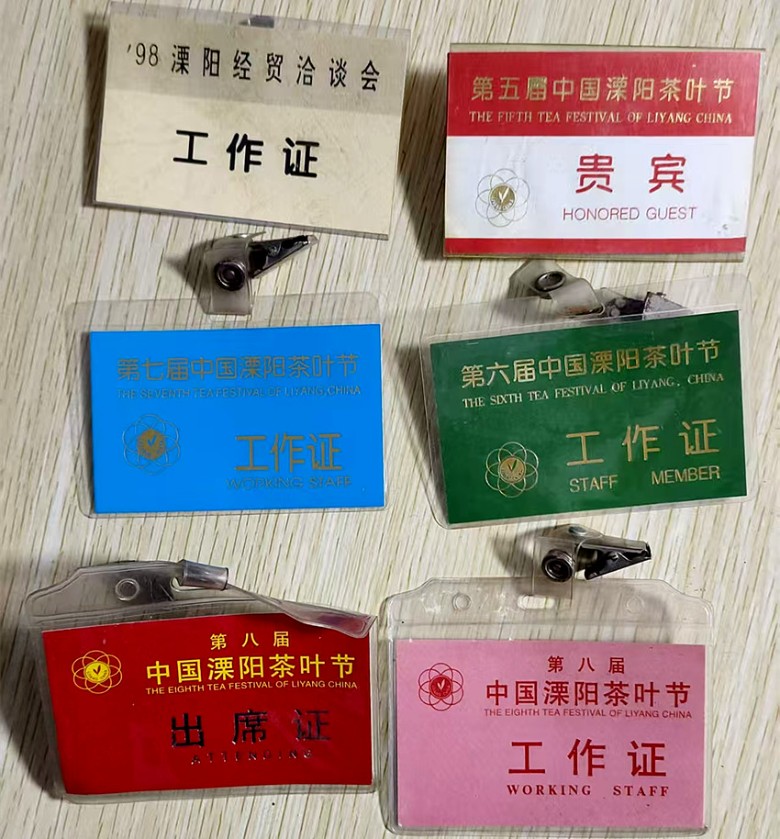 '98 溧阳经贸洽谈会
工作证
第五届中国溧阳茶叶节
THE FIFTH TEA FESTIVAL OF LIYANG CHINA
贵宾
HONORED GUEST
第七届中国溧阳茶叶节
THE SEVENTH TEA FESTIVAL OF LIYANG,CHINA
工作证
WORKING STAFF
第六届中国溧阳茶叶节
THE SIXTH TEA FESTIVAL OF LIYANG, CHINA
工作证
STAFF MEMBER
第八届
中国溧阳茶叶节
THE EIGHTH TEA FESTIVAL OF LIYANG CHINA
出席证
ATTENDING
第八届
中国溧阳茶叶节
THE EIGHTH TEA FESTIVAL OF LIYANG CHINA
工作证
WORKING STAFF